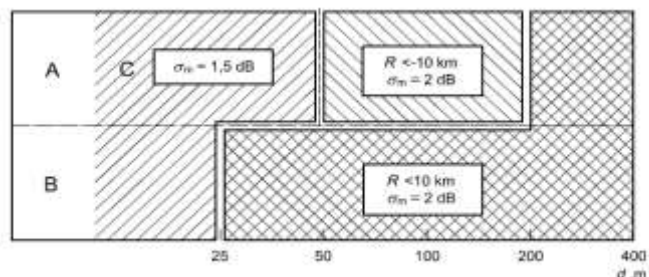 A
C
σm = 1,5 dB
R <-10 km
σm = 2 dB
B
R <10 km
σm = 2 dB
25 50 100 200 400
d, m